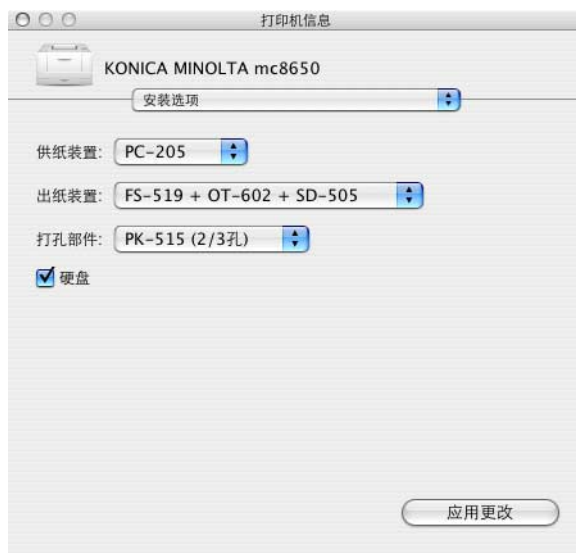 打印机信息
KONICA MINOLTA mc8650
安装选项
供纸装置: PC-205
出纸装置: FS-519 + OT-602 + SD-505
打孔部件: PK-515 (2/3孔)
硬盘
应用更改